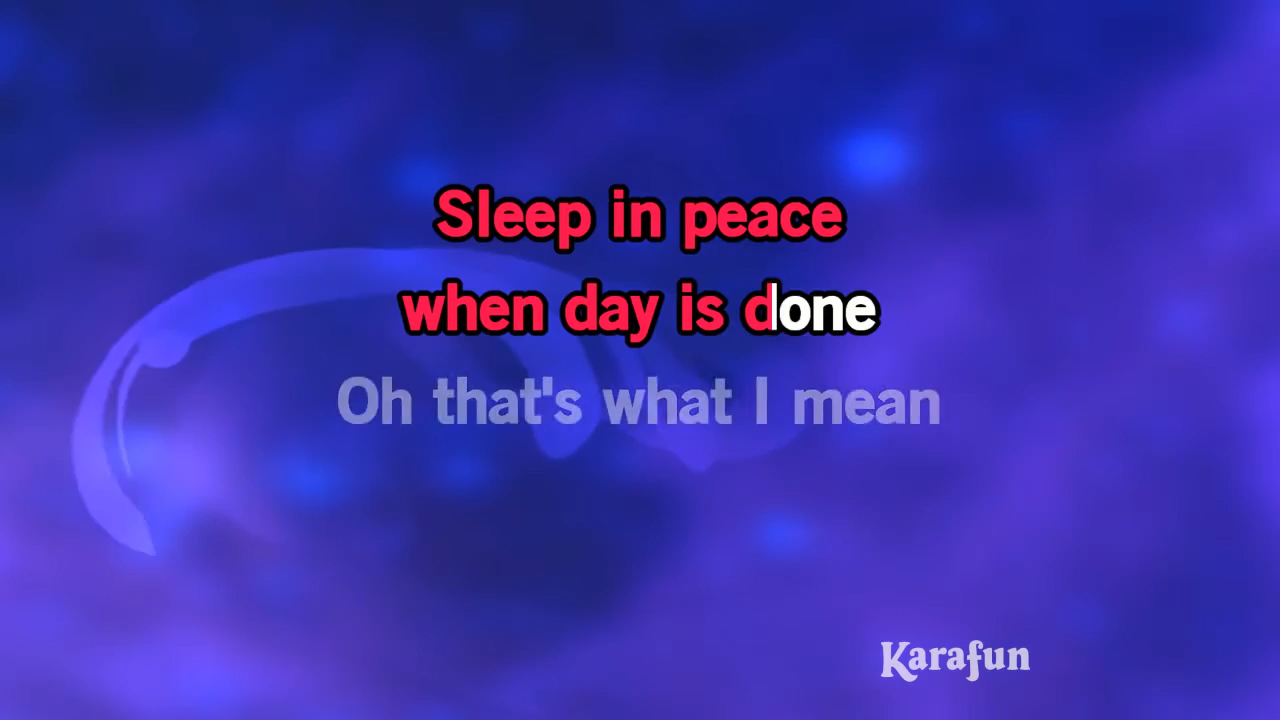 Sleep in peace
when day is done
Oh that's what I mean
Karafun